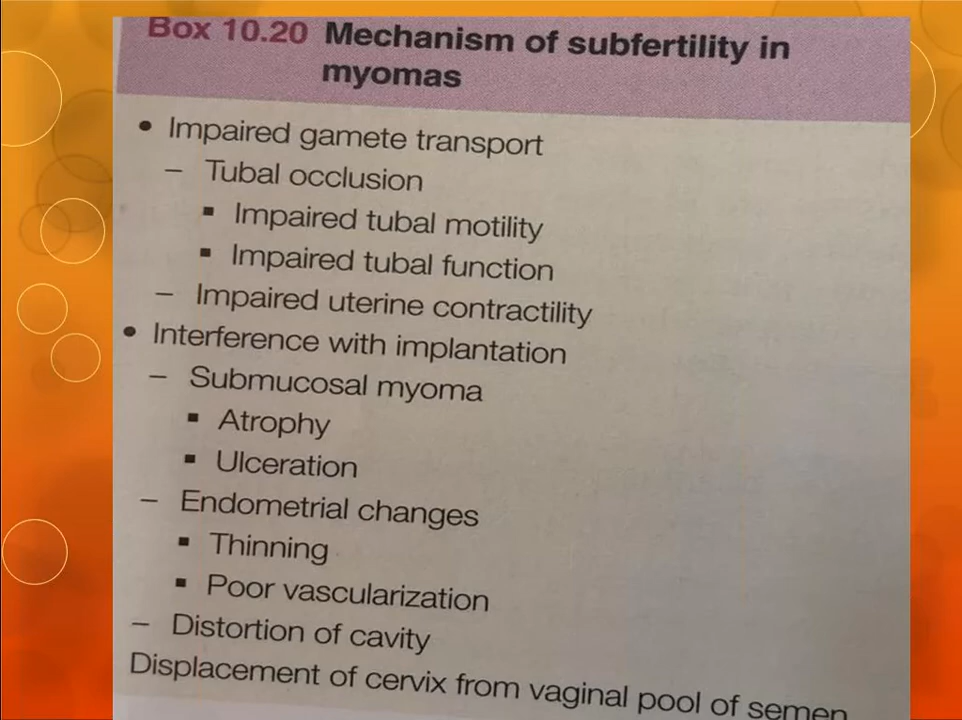 Box 10.20 Mechanism of subfertility in
myomas
• Impaired gamete transport
– Tubal occlusion
▪ Impaired tubal motility
▪ Impaired tubal function
– Impaired uterine contractility
• Interference with implantation
– Submucosal myoma
▪ Atrophy
▪ Ulceration
– Endometrial changes
▪ Thinning
▪ Poor vascularization
– Distortion of cavity
Displacement of cervix from vaginal pool of semen